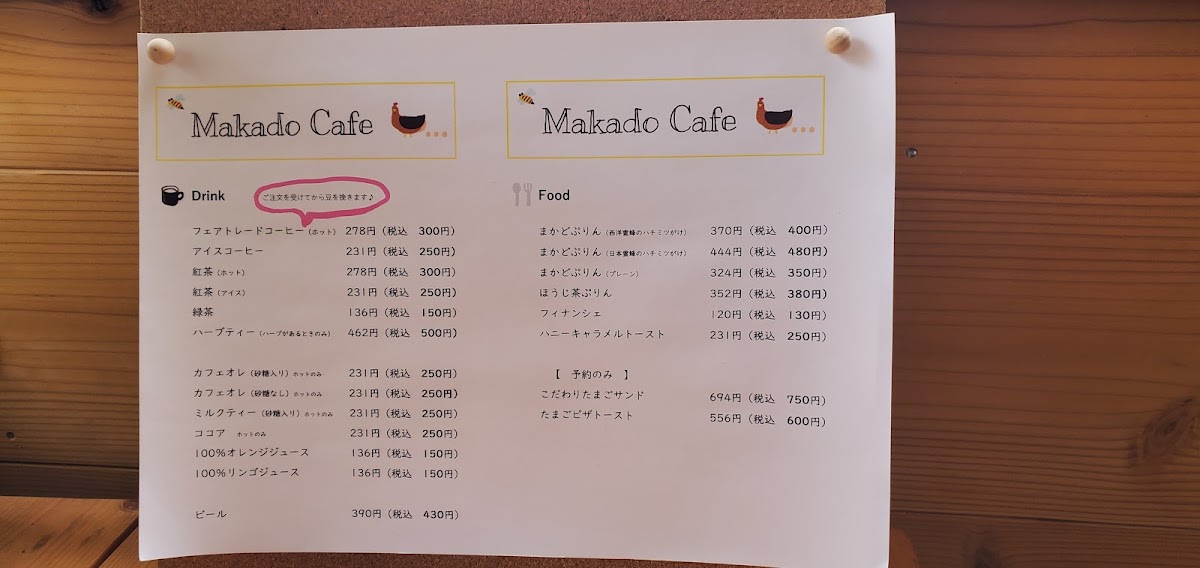 Makado Cafe
Drink
ご注文を受けてから豆を挽きます♪
フェアトレードコーヒー（ホット） 278円（税込 300円）
アイスコーヒー 231円（税込 250円）
紅茶（ホット） 278円（税込 300円）
紅茶（アイス） 231円（税込 250円）
緑茶 136円（税込 150円）
ハーブティー（ハーブがあるときのみ） 462円（税込 500円）
カフェオレ（砂糖入り）ホットのみ 231円（税込 250円）
カフェオレ（砂糖なし）ホットのみ 231円（税込 250円）
ミルクティー（砂糖入り）ホットのみ 231円（税込 250円）
ココア ホットのみ 231円（税込 250円）
100%オレンジジュース 136円（税込 150円）
100%リンゴジュース 136円（税込 150円）
ビール 390円（税込 430円）
Makado Cafe
Food
まかどぷりん（西洋蜜蜂のハチミツがけ） 370円（税込 400円）
まかどぷりん（日本蜜蜂のハチミツがけ） 444円（税込 480円）
まかどぷりん（プレーン） 324円（税込 350円）
ほうじ茶ぷりん 352円（税込 380円）
フィナンシェ 120円（税込 130円）
ハニーキャラメルトースト 231円（税込 250円）
【 予約のみ 】
こだわりたまごサンド 694円（税込 750円）
たまごピザトースト 556円（税込 600円）